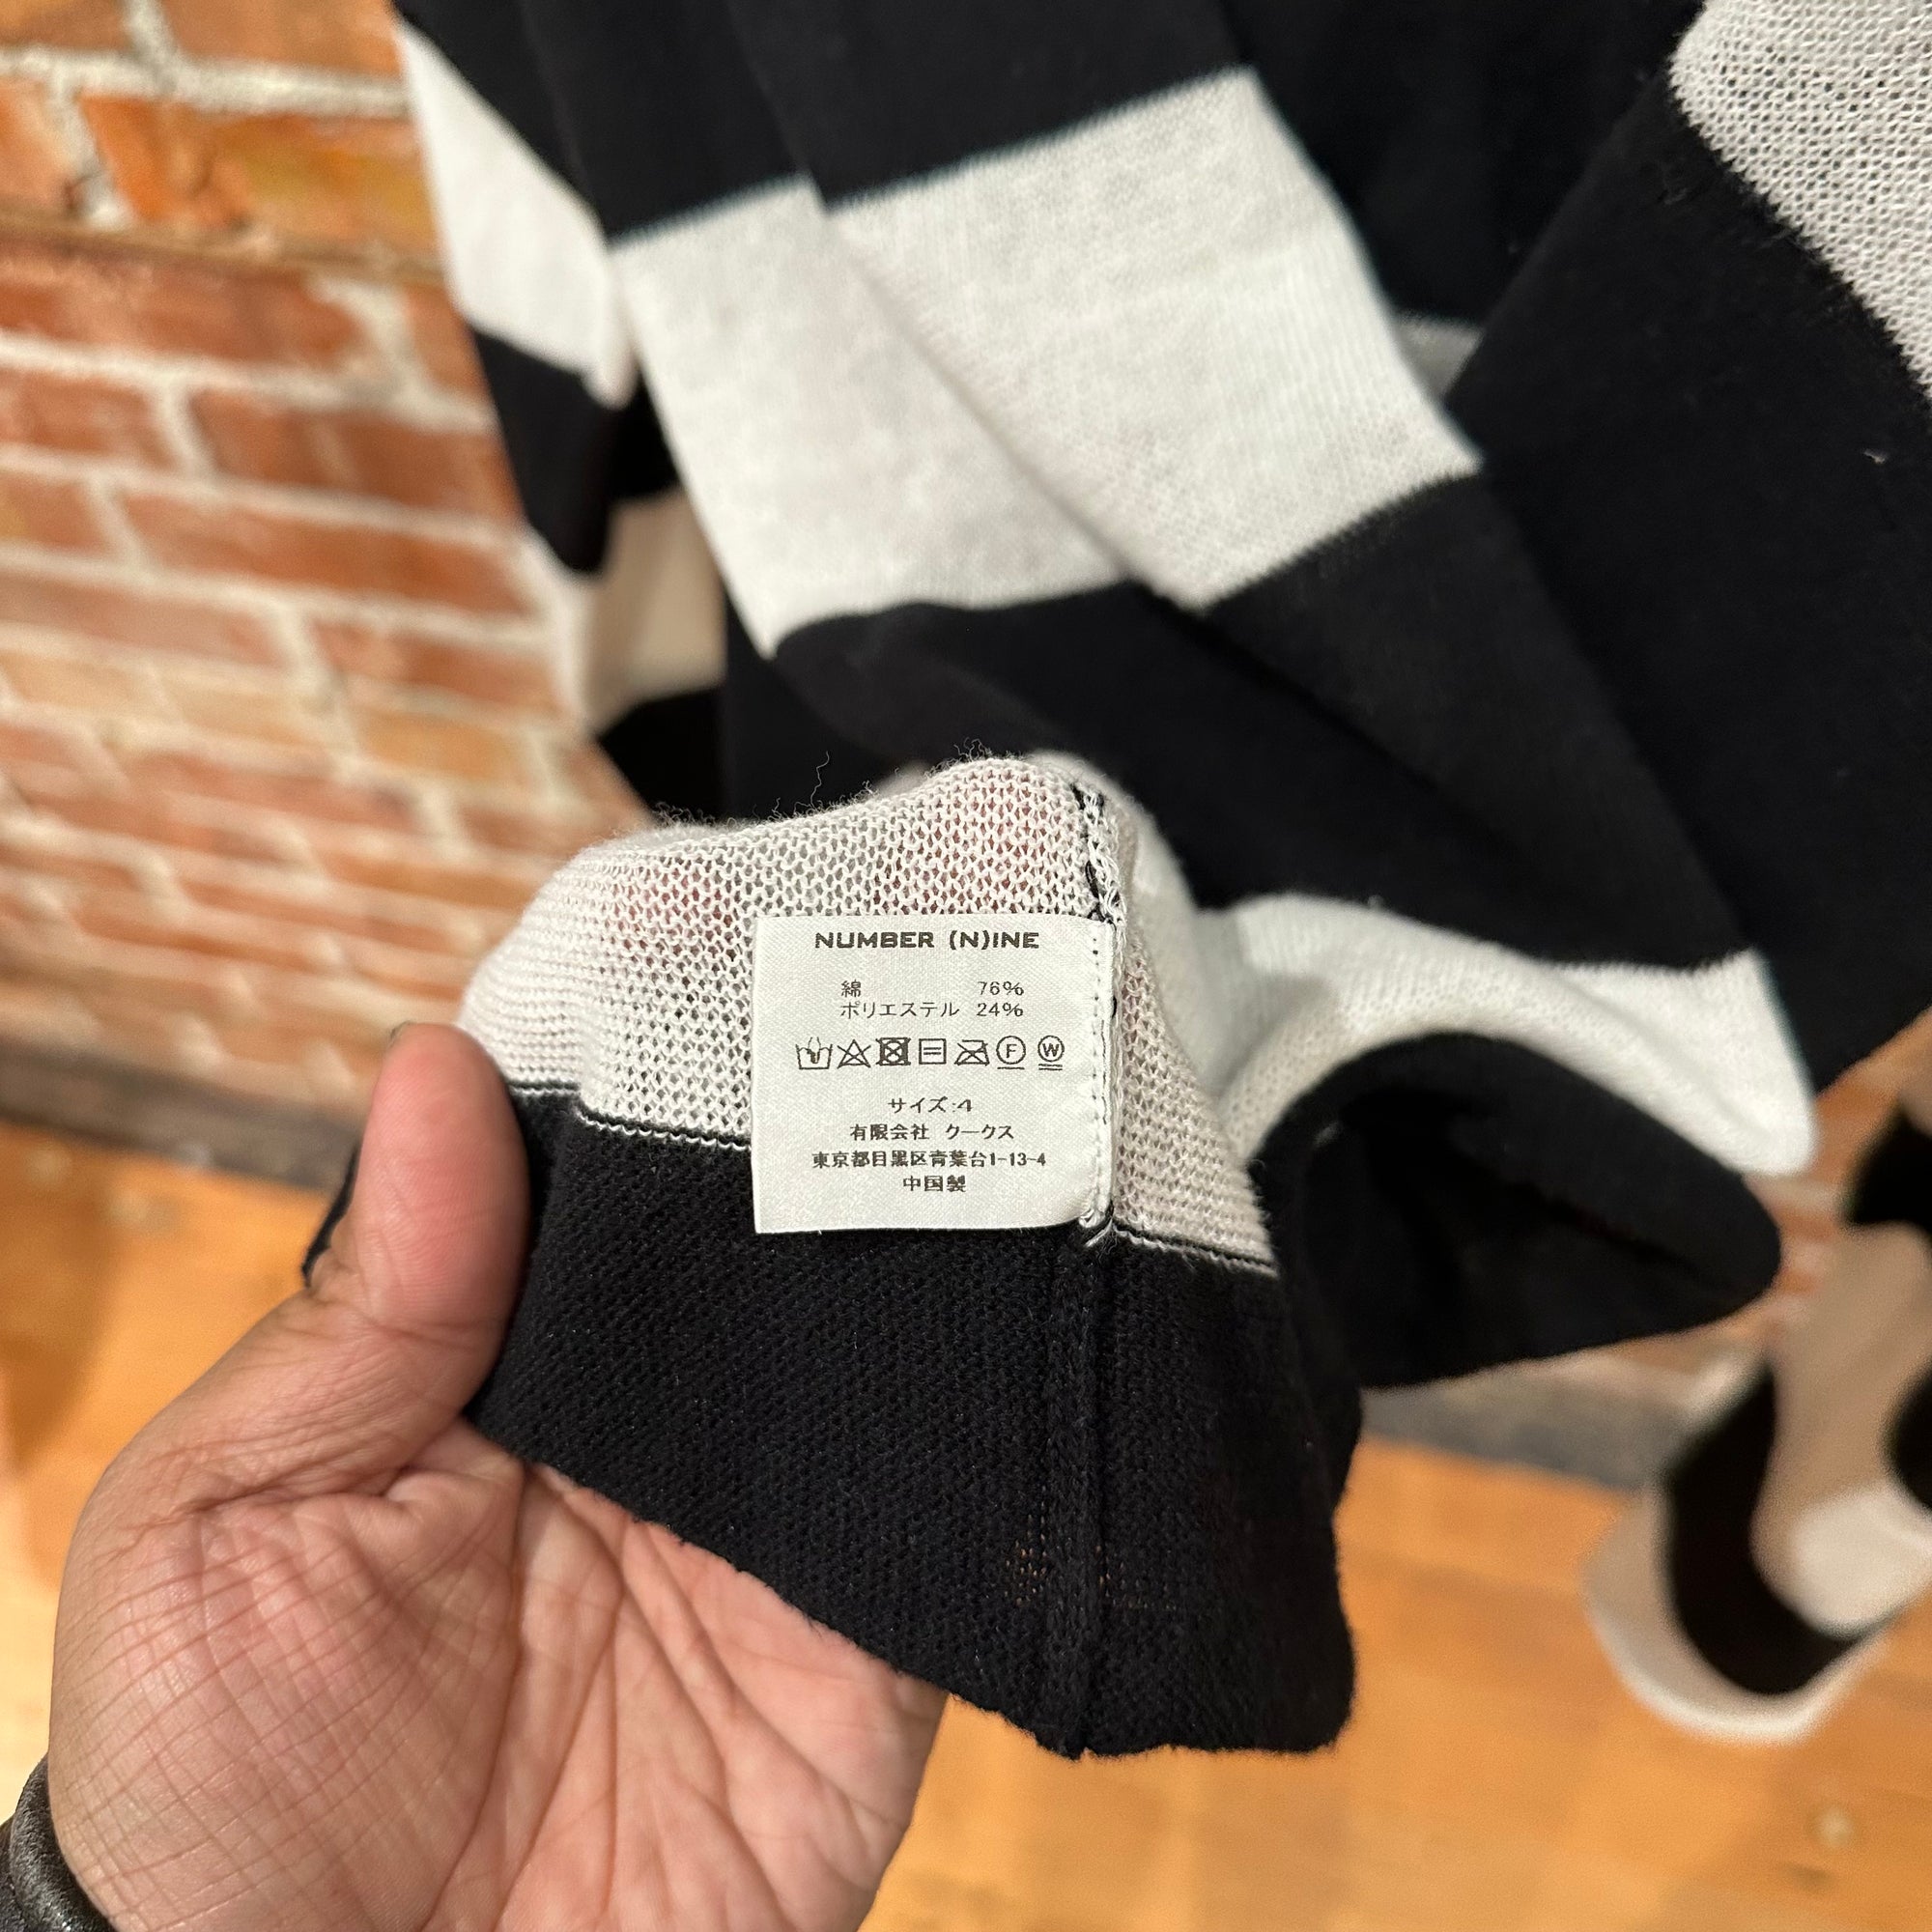 NUMBER (N)INE
綿 76%
ポリエステル 24%
F W
サイズ:4
有限会社 クークス
東京都目黒区青葉台1-13-4
中国製